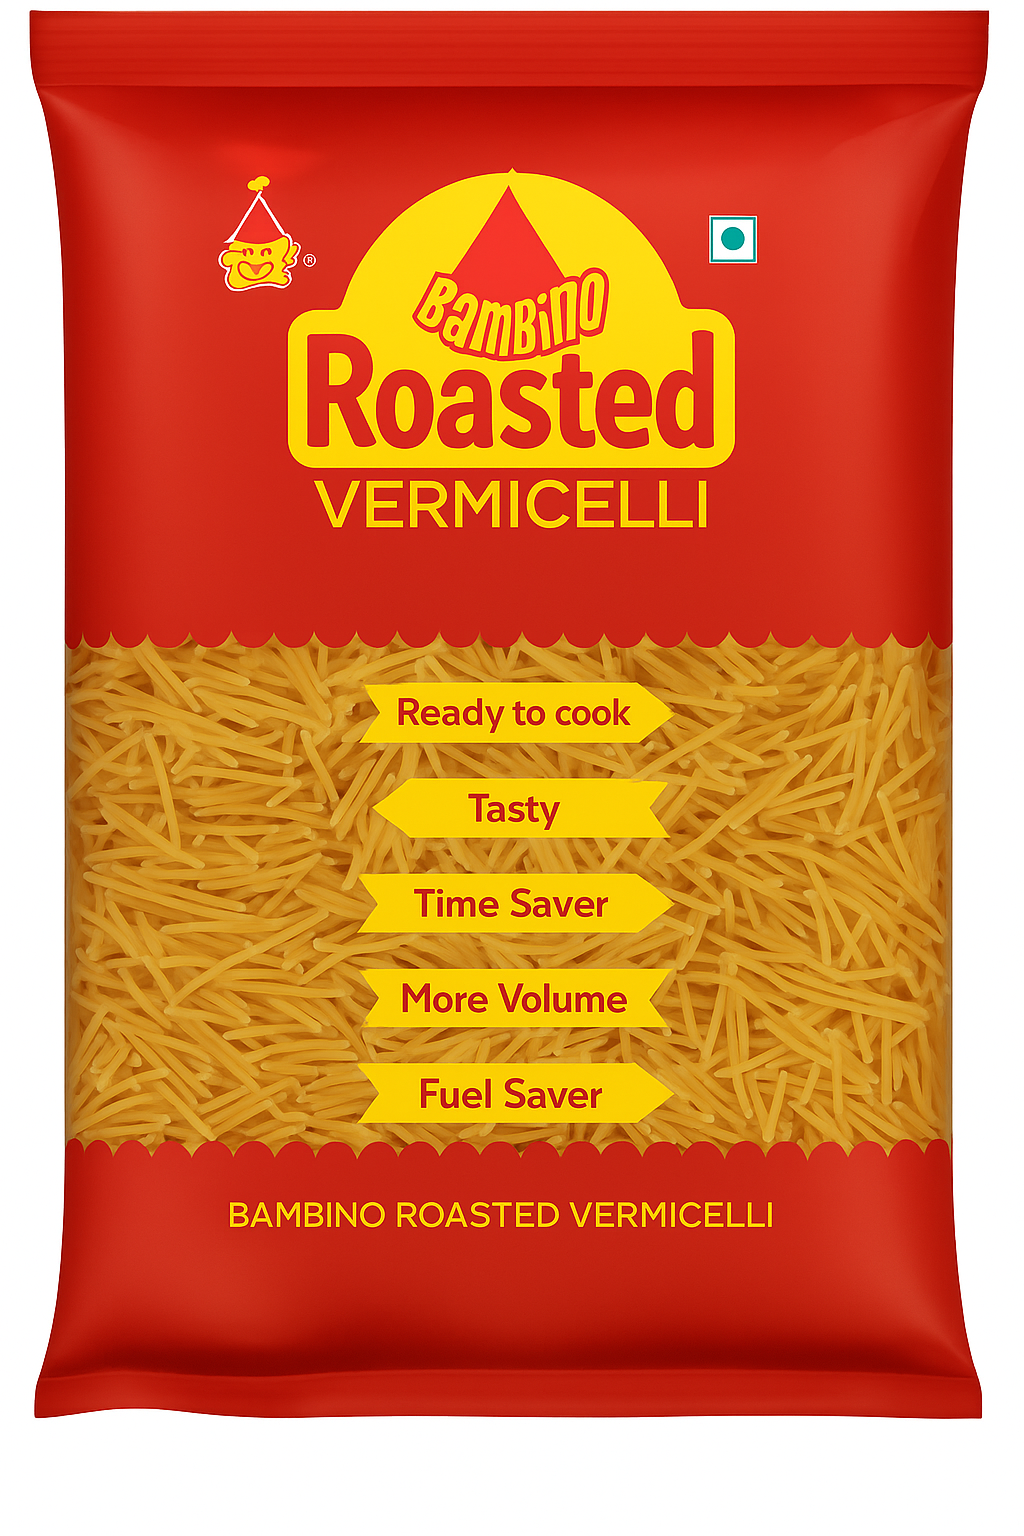 ®
Bambino
Roasted
VERMICELLI
Ready to cook
Tasty
Time Saver
More Volume
Fuel Saver
BAMBINO ROASTED VERMICELLI